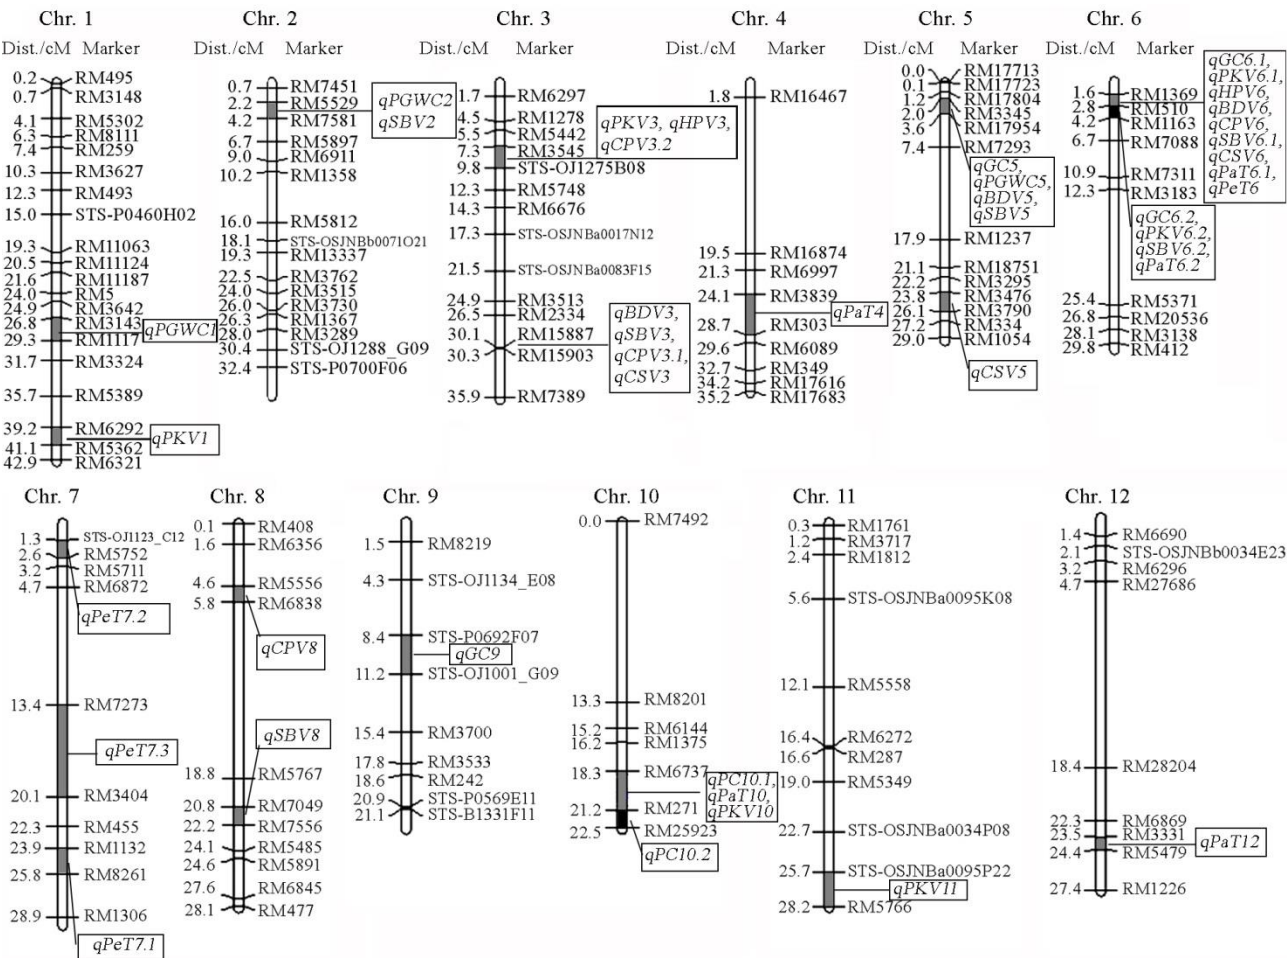 Chr. 1
Dist./cM Marker
0.2 RM495
0.7 RM3148
4.1 RM5302
6.3 RM8111
7.4 RM259
10.3 RM3627
12.3 RM493
15.0 STS-P0460H02
19.3 RM11063
20.5 RM11124
21.6 RM11187
24.0 RM5
24.9 RM3642
26.8 RM3143
qPGWC1
29.3 RM1117
31.7 RM3324
35.7 RM5389
39.2 RM6292
qPKV1
41.1 RM5362
42.9 RM6321
Chr. 2
Dist./cM Marker
0.7 RM7451
2.2 RM5529
4.2 RM7581
qPGWC2
qSBV2
6.7 RM5897
9.0 RM6911
10.2 RM1358
16.0 RM5812
18.1 STS-OSJNBb0071O21
19.3 RM13337
22.5 RM3762
24.0 RM3515
26.0 RM3730
26.3 RM1367
28.0 RM3289
30.4 STS-OJ1288_G09
32.4 STS-P0700F06
Chr. 3
Dist./cM Marker
1.7 RM6297
4.5 RM1278
5.5 RM5442
7.3 RM3545
9.8 STS-OJ1275B08
qPKV3, qHPV3,
qCPV3.2
12.3 RM5748
14.3 RM6676
17.3 STS-OSJNBa0017N12
21.5 STS-OSJNBa0083F15
24.9 RM3513
26.5 RM2334
30.1 RM15887
30.3 RM15903
qBDV3,
qSBV3,
qCPV3.1,
qCSV3
35.9 RM7389
Chr. 4
Dist./cM Marker
1.8 RM16467
19.5 RM16874
21.3 RM6997
24.1 RM3839
qPaT4
28.7 RM303
29.6 RM6089
32.7 RM349
34.2 RM17616
35.2 RM17683
Chr. 5
Dist./cM Marker
0.0 RM17713
0.1 RM17723
1.2 RM17804
2.0 RM3345
3.6 RM17954
7.4 RM7293
qGC5,
qPGWC5,
qBDV5,
qSBV5
17.9 RM1237
21.1 RM18751
22.2 RM3295
23.8 RM3476
26.1 RM3790
27.2 RM334
29.0 RM1054
qCSV5
Chr. 6
Dist./cM Marker
1.6 RM1369
2.8 RM510
4.2 RM1163
6.7 RM7088
10.9 RM7311
12.3 RM3183
qGC6.1,
qPKV6.1,
qHPV6,
qBDV6,
qCPV6,
qSBV6.1,
qCSV6,
qPaT6.1,
qPeT6
qGC6.2,
qPKV6.2,
qSBV6.2,
qPaT6.2
25.4 RM5371
26.8 RM20536
28.1 RM3138
29.8 RM412
Chr. 7
1.3 STS-OJ1123_C12
2.6 RM5752
3.2 RM5711
4.7 RM6872
qPeT7.2
13.4 RM7273
qPeT7.3
20.1 RM3404
22.3 RM455
23.9 RM1132
25.8 RM8261
28.9 RM1306
qPeT7.1
Chr. 8
0.1 RM408
1.6 RM6356
4.6 RM5556
5.8 RM6838
qCPV8
qSBV8
18.8 RM5767
20.8 RM7049
22.2 RM7556
24.1 RM5485
24.6 RM5891
27.6 RM6845
28.1 RM477
Chr. 9
1.5 RM8219
4.3 STS-OJ1134_E08
8.4 STS-P0692F07
qGC9
11.2 STS-OJ1001_G09
15.4 RM3700
17.8 RM3533
18.6 RM242
20.9 STS-P0569E11
21.1 STS-B1331F11
Chr. 10
0.0 RM7492
13.3 RM8201
15.2 RM6144
16.2 RM1375
18.3 RM6737
21.2 RM271
22.5 RM25923
qPC10.1,
qPaT10,
qPKV10
qPC10.2
Chr. 11
0.3 RM1761
1.2 RM3717
2.4 RM1812
5.6 STS-OSJNBa0095K08
12.1 RM5558
16.4 RM6272
16.6 RM287
19.0 RM5349
22.7 STS-OSJNBa0034P08
25.7 STS-OSJNBa0095P22
qPKV11
28.2 RM5766
Chr. 12
1.4 RM6690
2.1 STS-OSJNBb0034E23
3.2 RM6296
4.7 RM27686
18.4 RM28204
22.3 RM6869
23.5 RM3331
24.4 RM5479
qPaT12
27.4 RM1226